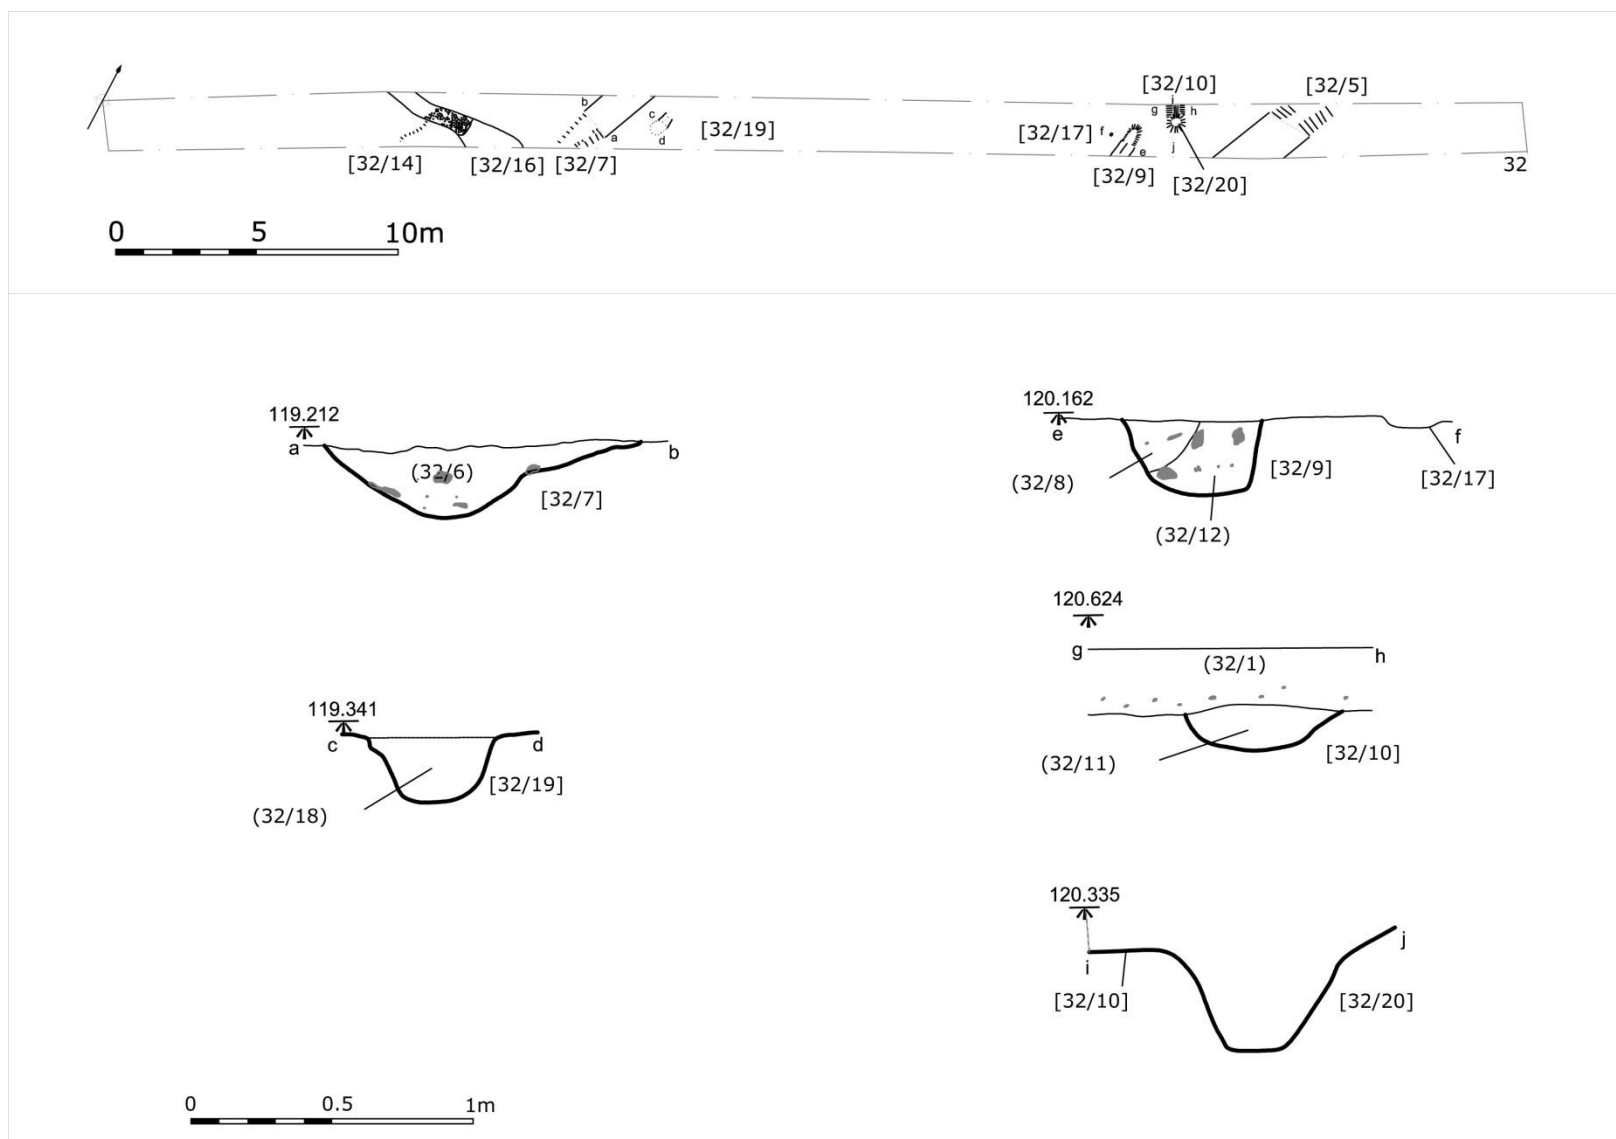 [32/10]
[32/5]
i
g h
b
c
[32/19]
[32/17]
f
a
d
e
j
[32/14]
[32/16]
[32/7]
[32/9]
[32/20]
32
0 5 10m
119.212
a
b
(32/6)
[32/7]
120.162
e
f
(32/8)
[32/9]
[32/17]
(32/12)
120.624
g
h
(32/1)
(32/11)
[32/10]
119.341
c
d
[32/19]
(32/18)
120.335
i
j
[32/10]
[32/20]
0 0.5 1m